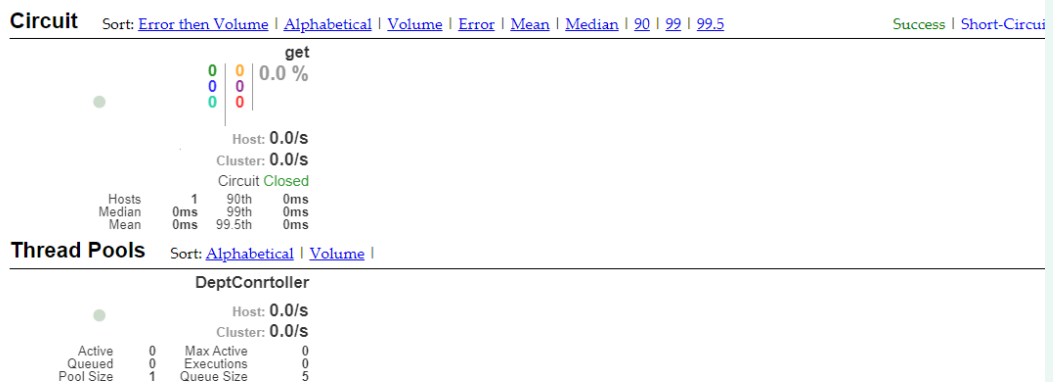 Circuit Sort: Error then Volume | Alphabetical | Volume | Error | Mean | Median | 90 | 99 | 99.5 Success | Short-Circui
get
0 0 0.0 %
0 0
0 0
Host: 0.0/s
Cluster: 0.0/s
Circuit Closed
Hosts 1 90th 0ms
Median 0ms 99th 0ms
Mean 0ms 99.5th 0ms
Thread Pools Sort: Alphabetical | Volume |
DeptConrtoller
Host: 0.0/s
Cluster: 0.0/s
Active 0 Max Active 0
Queued 0 Executions 0
Pool Size 1 Queue Size 5